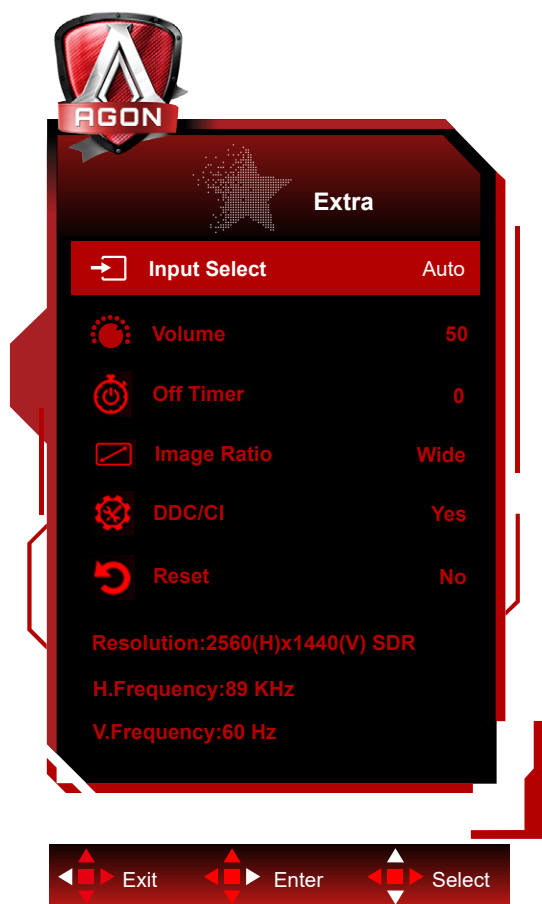 AGON
Extra
Input Select Auto
Volume 50
Off Timer 0
Image Ratio Wide
DDC/CI Yes
Reset No
Resolution:2560(H)x1440(V) SDR
H.Frequency:89 KHz
V.Frequency:60 Hz
Exit Enter Select